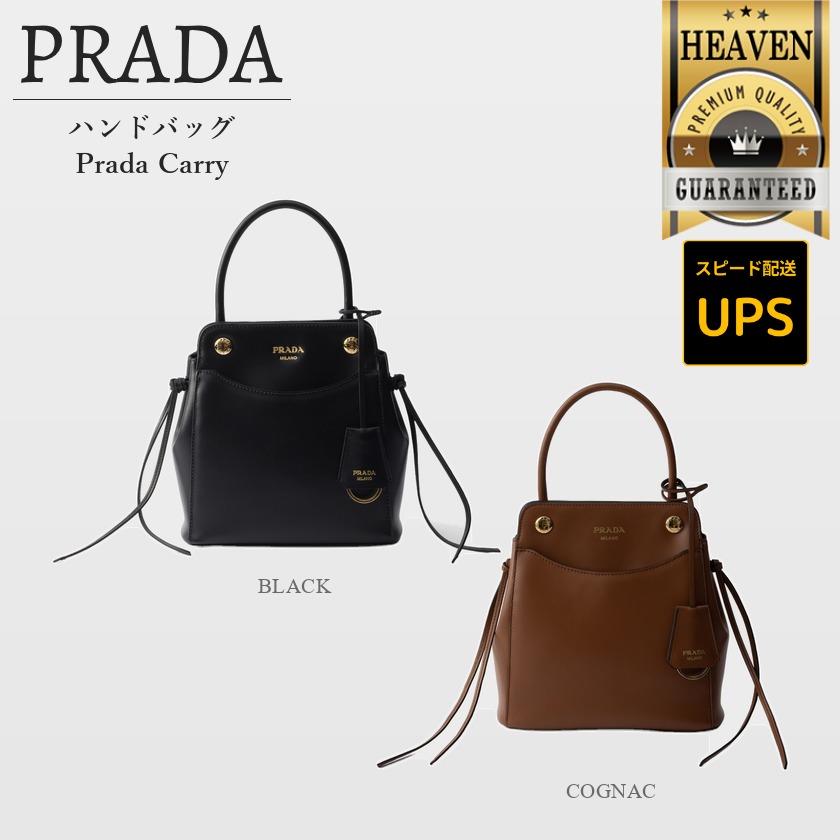 PRADA
ハンドバッグ
Prada Carry
HEAVEN
PREMIUM QUALITY
GUARANTEED
スピード配送
UPS
PRADA
MILANO
PRADA
MILANO
BLACK
PRADA
MILANO
PRADA
MILANO
COGNAC